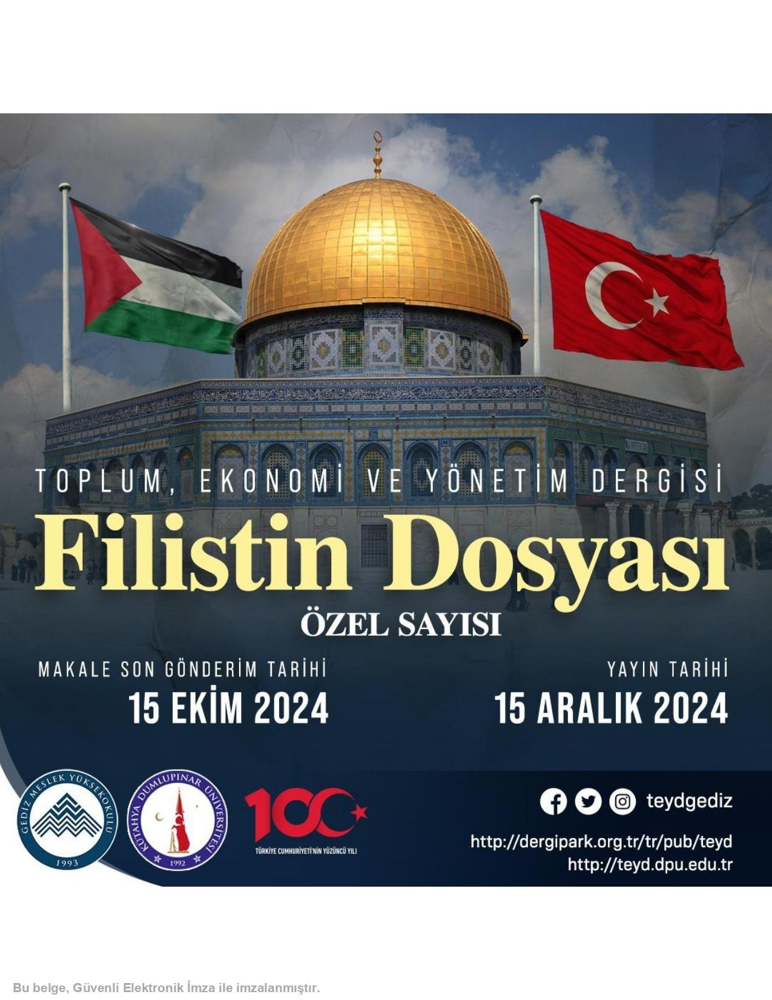 TOPLUM, EKONOMİ VE YÖNETİM DERGİSİ
Filistin Dosyası
ÖZEL SAYISI
MAKALE SON GÖNDERİM TARİHİ
15 EKİM 2024
YAYIN TARİHİ
15 ARALIK 2024
GEDİZ MESLEK YÜKSEKOKULU
1993
KÜTAHYA DUMLUPINAR ÜNİVERSİTESİ
1992
100
TÜRKİYE CUMHURİYETİ'NİN YÜZÜNCÜ YILI
teydgediz
http://dergipark.org.tr/tr/pub/teyd
http://teyd.dpu.edu.tr
Bu belge, Güvenli Elektronik İmza ile imzalanmıştır.